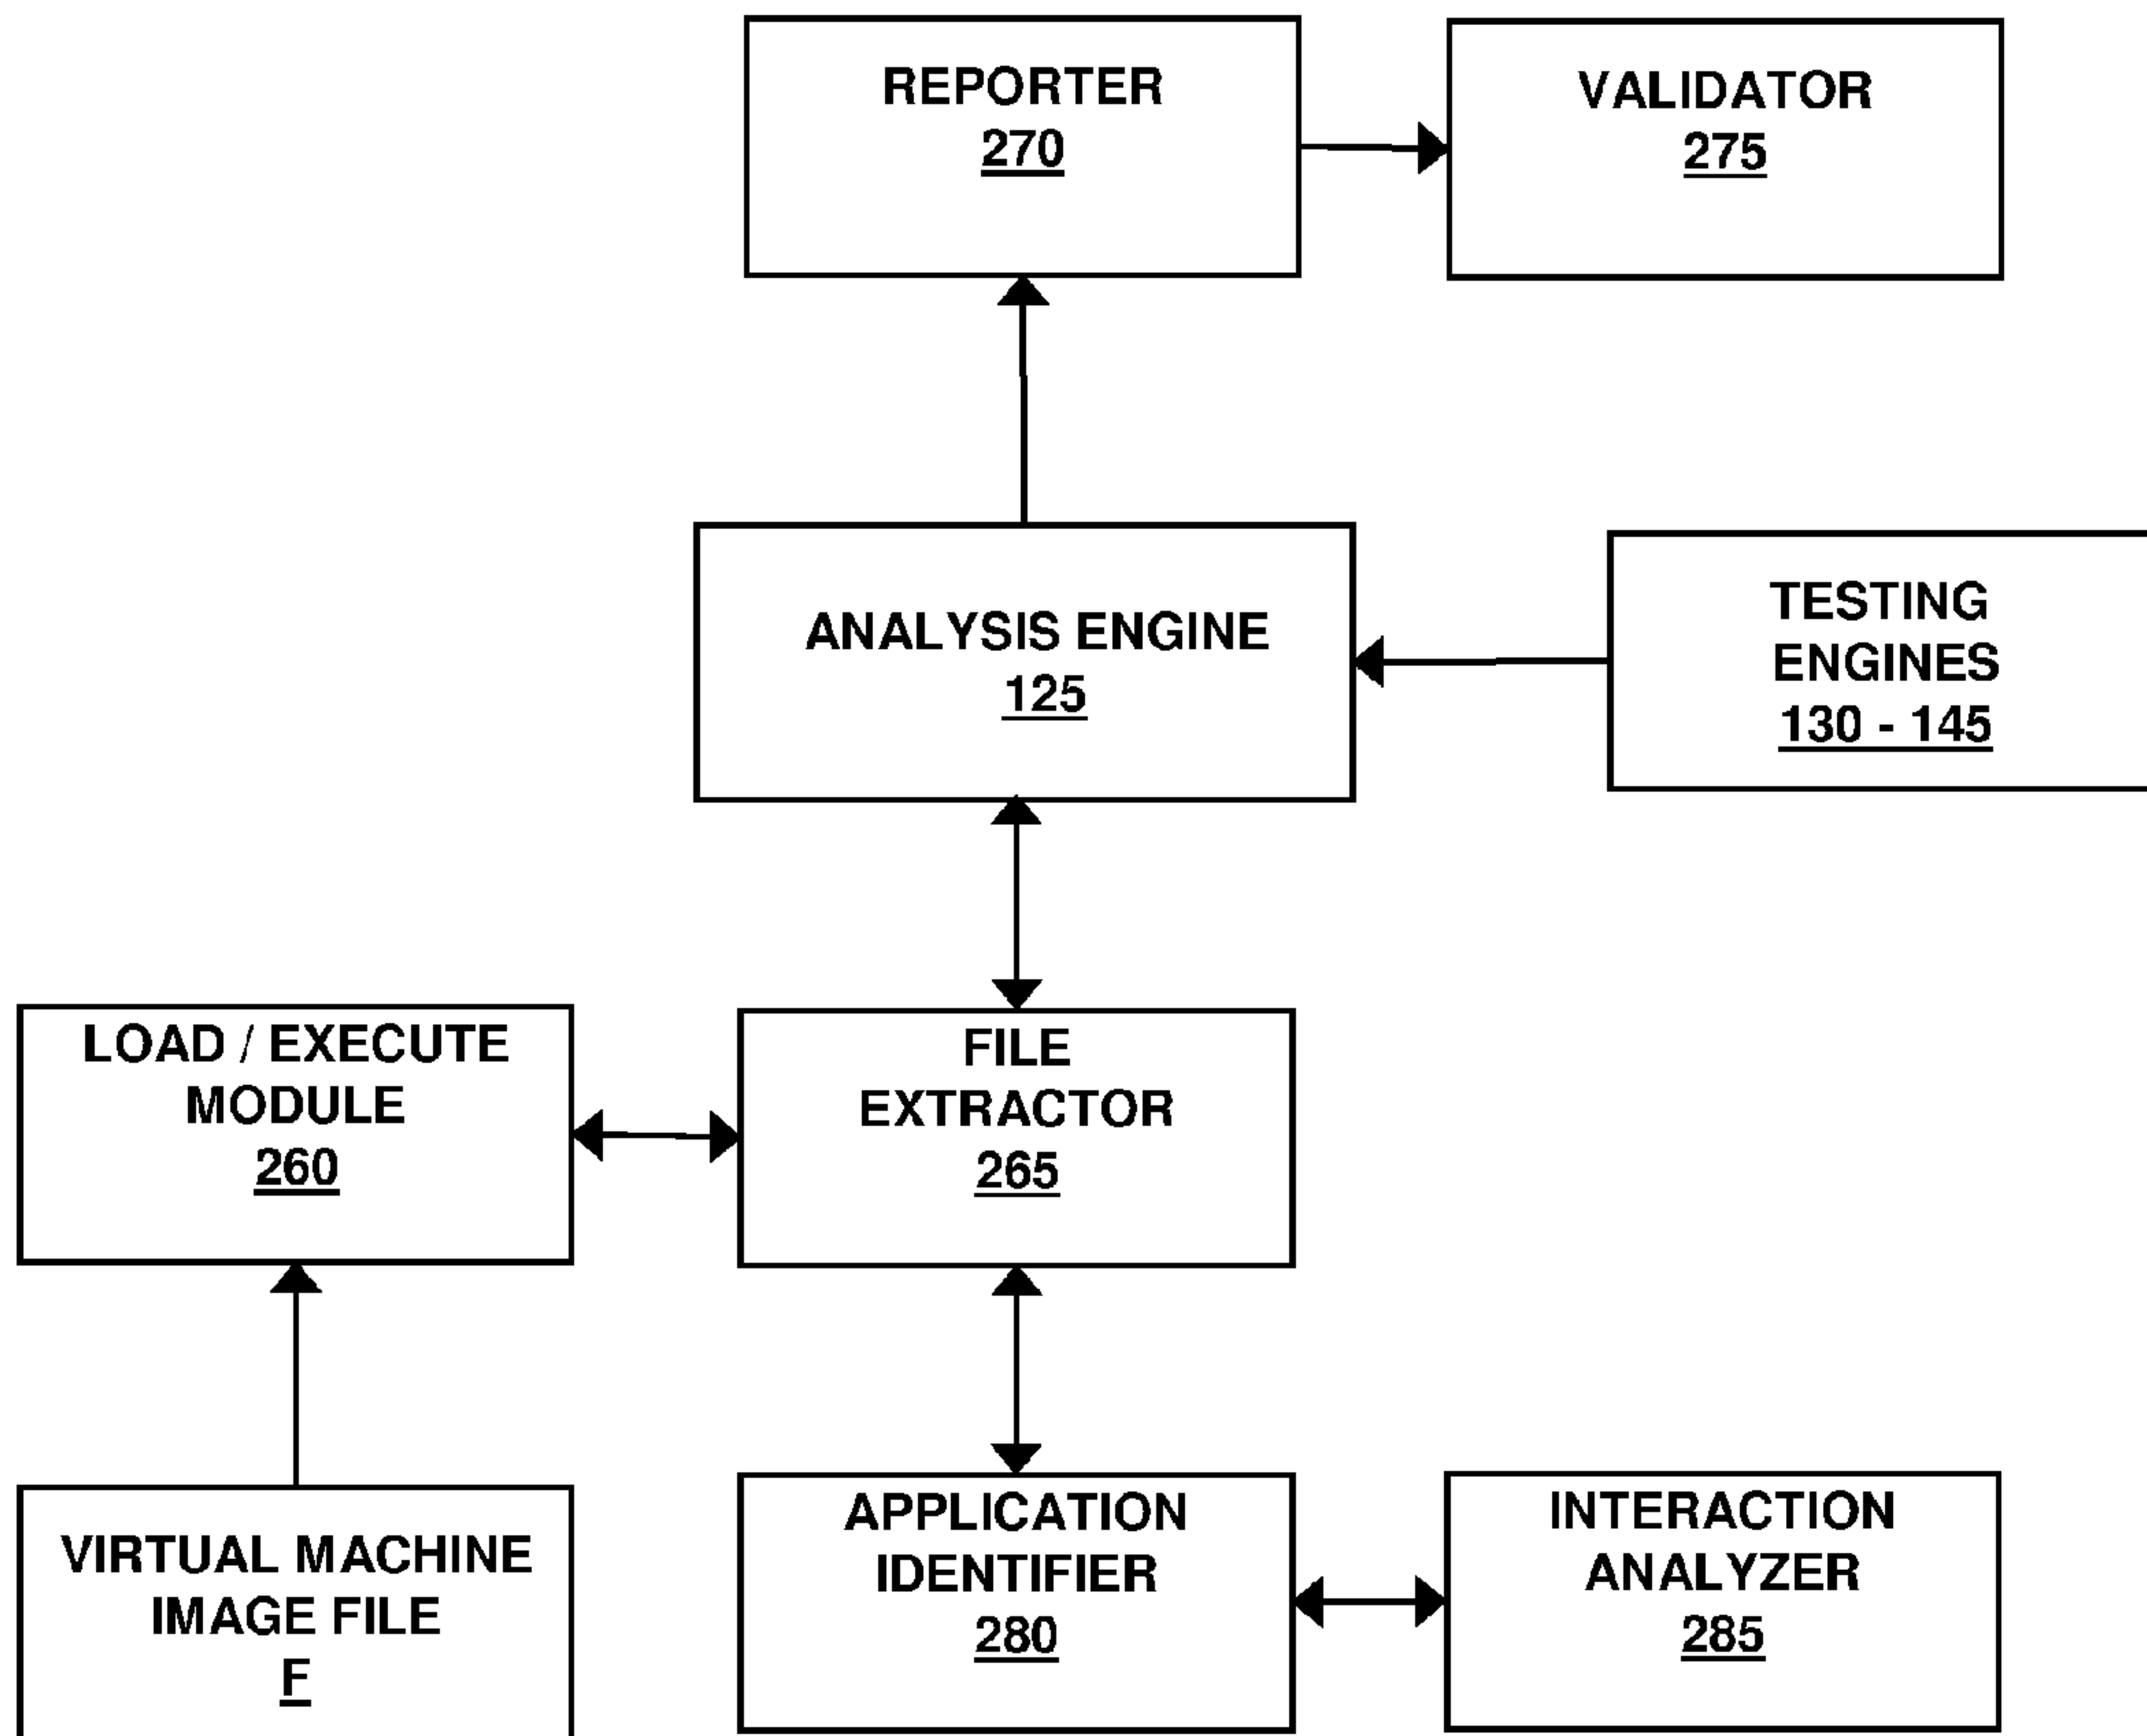 REPORTER
270
VALIDATOR
275
ANALYSIS ENGINE
125
TESTING
ENGINES
130 - 145
LOAD / EXECUTE
MODULE
260
FILE
EXTRACTOR
265
VIRTUAL MACHINE
IMAGE FILE
F
APPLICATION
IDENTIFIER
280
INTERACTION
ANALYZER
285